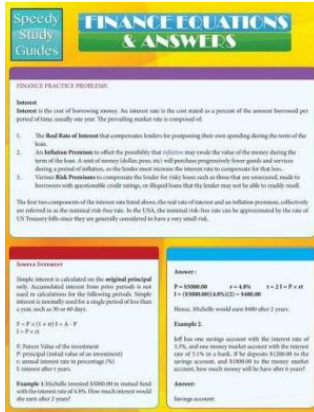 Speedy
Study
Guides
FINANCE EQUATIONS
& ANSWERS
FINANCE PRACTICE PROBLEMS
Interest
Interest is the cost of borrowing money. An interest rate is the cost stated as a percent of the amount borrowed per
period of time, usually one year. The prevailing market rate is composed of:
1. The Real Rate of Interest that compensates lenders for postponing their own spending during the term of the
loan.
2. An Inflation Premium to offset the possibility that inflation may erode the value of the money during the
term of the loan. A unit of money (dollar, peso, etc) will purchase progressively fewer goods and services
during a period of inflation, so the lender must increase the interest rate to compensate for that loss.
3. Various Risk Premiums to compensate the lender for risky loans such as those that are unsecured, made to
borrowers with questionable credit ratings, or illiquid loans that the lender may not be able to readily resell.
The first two components of the interest rate listed above, the real rate of interest and an inflation premium, collectively
are referred to as the nominal risk-free rate. In the USA, the nominal risk-free rate can be approximated by the rate of
US Treasury bills since they are generally considered to have a very small risk.
SIMPLE INTEREST
Simple interest is calculated on the original principal
only. Accumulated interest from prior periods is not
used in calculations for the following periods. Simple
interest is normally used for a single period of less than
a year, such as 30 or 60 days.
F = P × (1 + rt) I = A - P
I = P × rt
F: Future Value of the investment
P: principal (initial value of an investment)
r: annual interest rate in percentage (%)
I: interest after t years.
Example 1: Michelle invested $5000.00 in mutual fund
with the interest rate of 4.8%. How much interest would
she earn after 2 years?
Answer:
P = $5000.00 r = 4.8% t = 2 I = P × rt
I = ($5000.00)(4.8%)(2) = $480.00
Hence, Michelle would earn $480 after 2 years.
Example 2.
Jeff has one savings account with the interest rate of
3.5%, and one money market account with the interest
rate of 5.1% in a bank. If he deposits $1200.00 to the
savings account, and $1000.00 to the money market
account, how much money will he have after 6 years?
Answer:
Savings account: